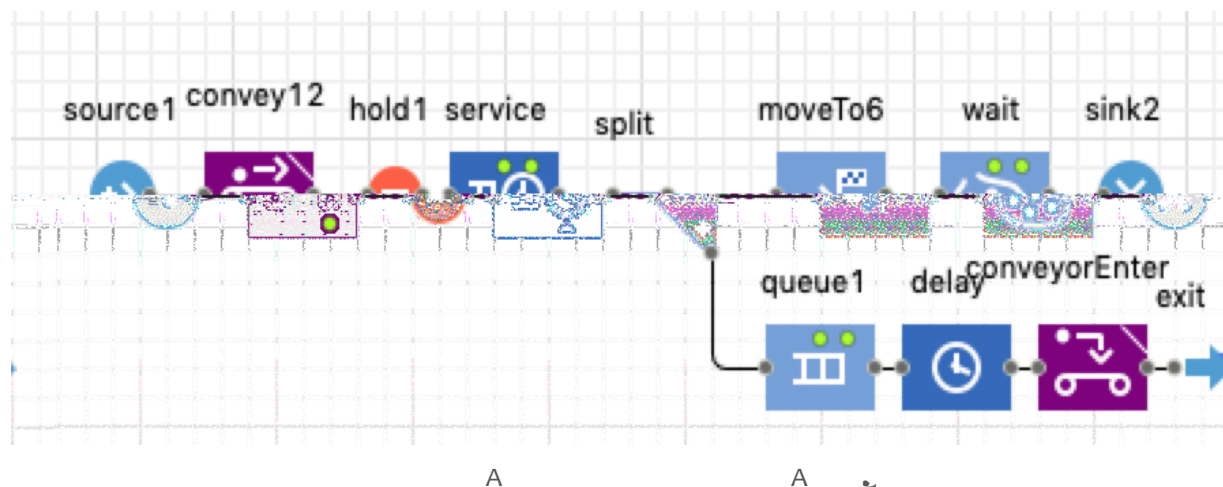 source1 convey12 hold1 service split moveTo6 wait sink2
queue1 delay conveyorEnter exit
A A